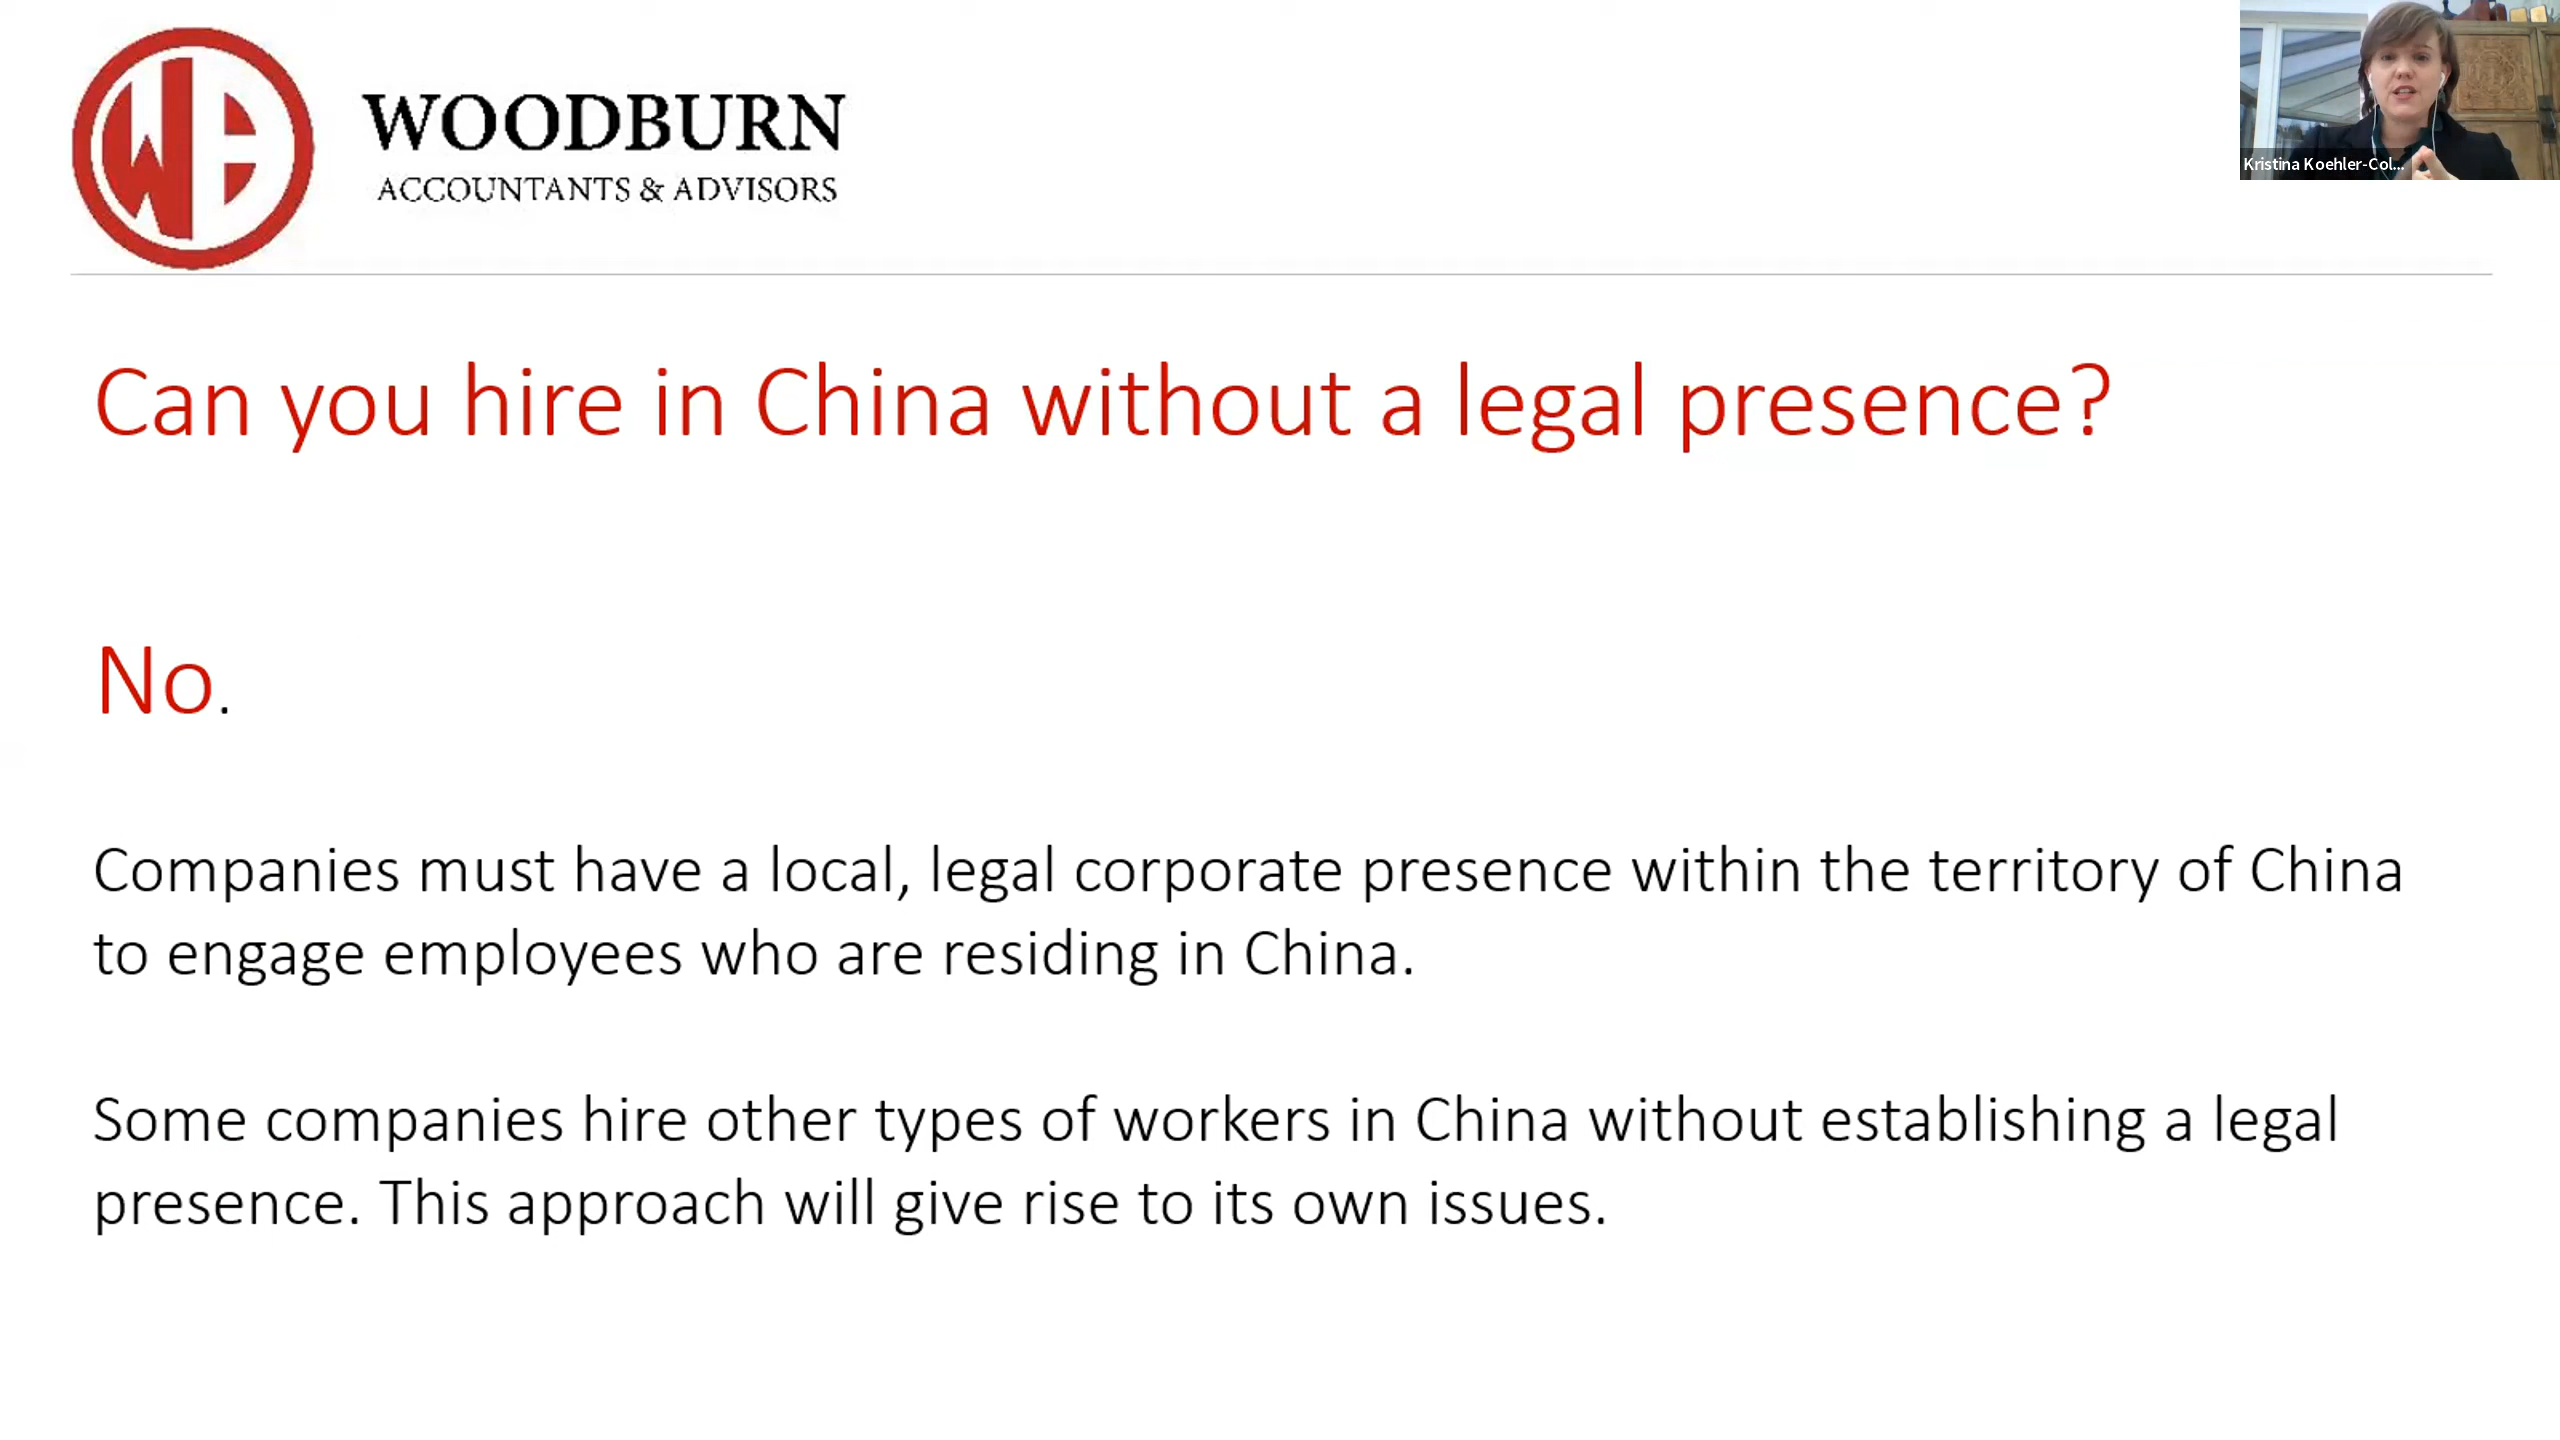 WOODBURN
ACCOUNTANTS & ADVISORS
Kristina Koehler-Col...
Can you hire in China without a legal presence?
No.
Companies must have a local, legal corporate presence within the territory of China
to engage employees who are residing in China.
Some companies hire other types of workers in China without establishing a legal
presence. This approach will give rise to its own issues.